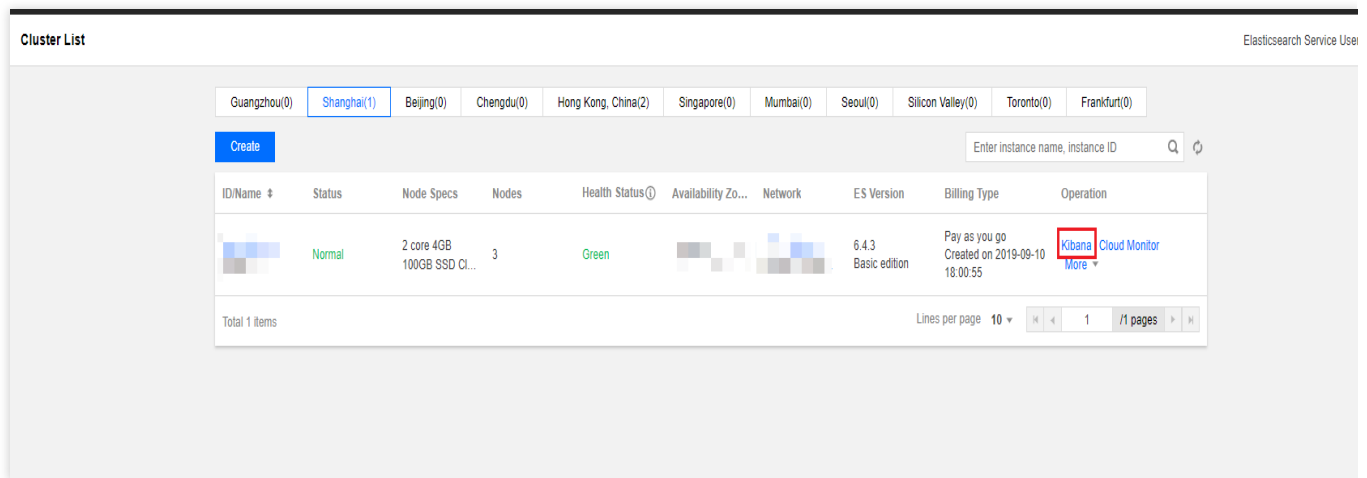 Cluster List
Elasticsearch Service User
Guangzhou(0) Shanghai(1) Beijing(0) Chengdu(0) Hong Kong, China(2) Singapore(0) Mumbai(0) Seoul(0) Silicon Valley(0) Toronto(0) Frankfurt(0)
Create
Enter instance name, instance ID
ID/Name Status Node Specs Nodes Health Status Availability Zo... Network ES Version Billing Type Operation
Normal
2 core 4GB
100GB SSD Cl...
3
Green
6.4.3
Basic edition
Pay as you go
Created on 2019-09-10
18:00:55
Kibana Cloud Monitor
More
Total 1 items
Lines per page 10
1 /1 pages